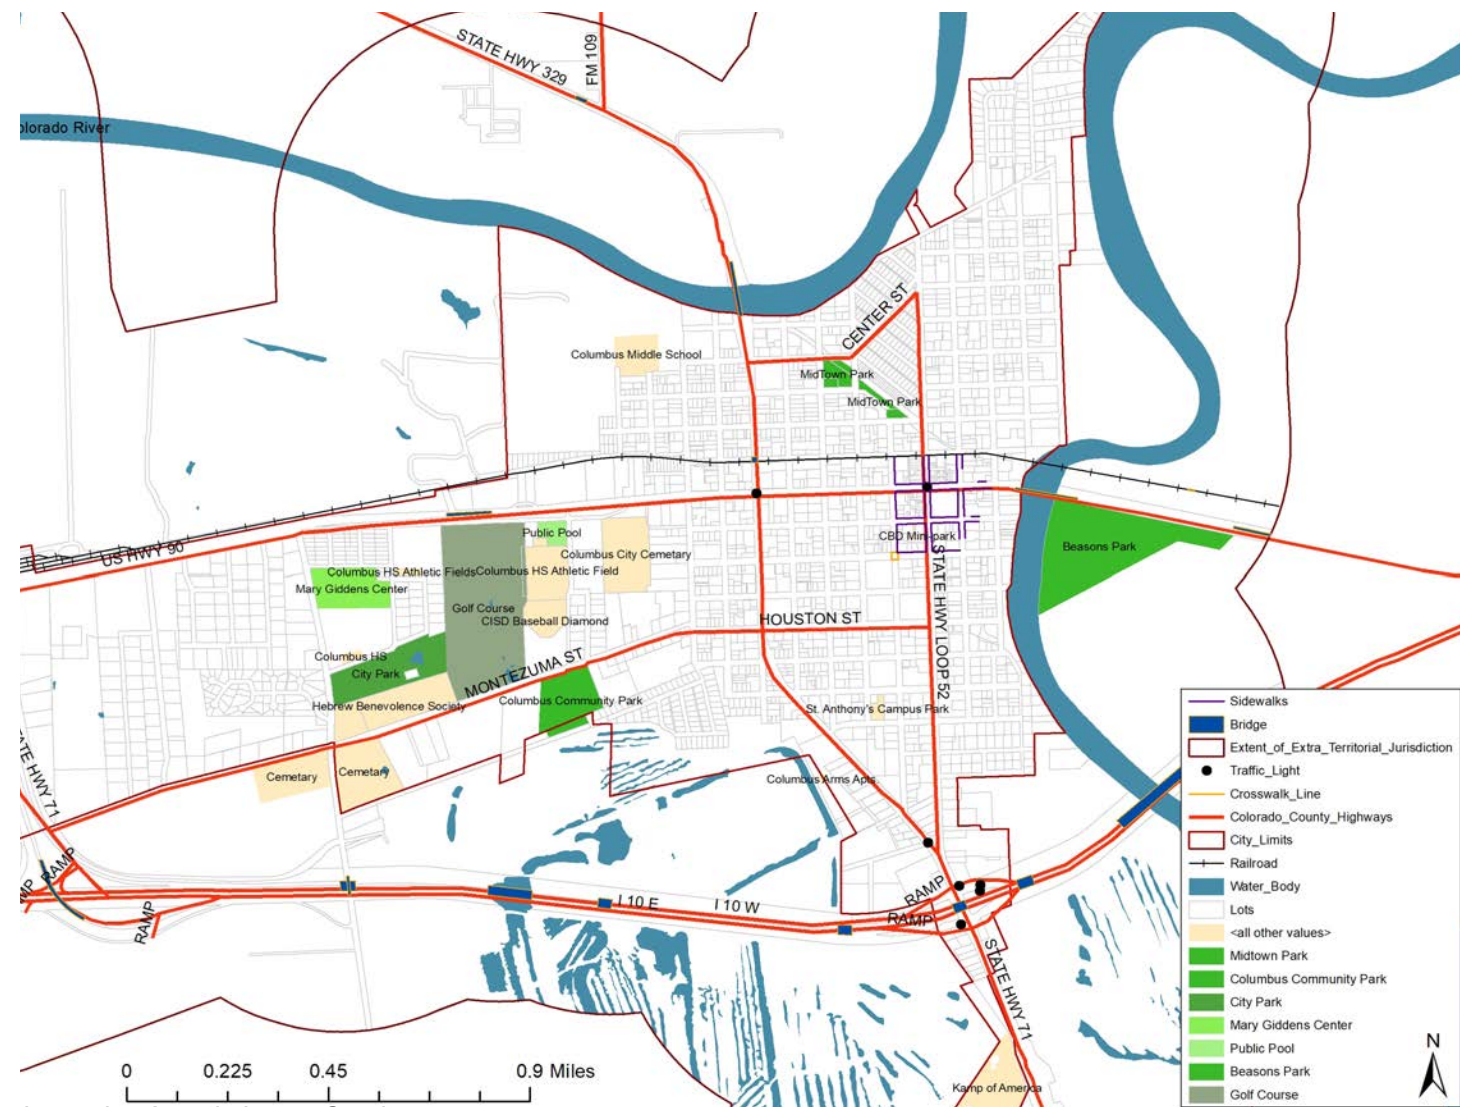 STATE HWY 329
FM 109
olorado River
CENTER ST
Columbus Middle School
MidTown Park
MidTown Park
US HWY 90
Public Pool
CBD Mini-park
Columbus City Cemetary
Beasons Park
Columbus HS Athletic Fields
Columbus HS Athletic Field
Mary Giddens Center
Golf Course
CISD Baseball Diamond
HOUSTON ST
STATE HWY LOOP 52
Columbus HS
City Park
MONTEZUMA ST
Hebrew Benevolence Society
Columbus Community Park
St. Anthony's Campus Park
Cemetary
Cemetary
Columbus Arms Apts
ATE HWY 71
RAMP
RAMP
I 10 E
I 10 W
RAMP
RAMP
STATE HWY 71
Kamp of America
Sidewalks
Bridge
Extent_of_Extra_Territorial_Jurisdiction
Traffic_Light
Crosswalk_Line
Colorado_County_Highways
City_Limits
Railroad
Water_Body
Lots
<all other values>
Midtown Park
Columbus Community Park
City Park
Mary Giddens Center
Public Pool
Beasons Park
Golf Course
N
0 0.225 0.45 0.9 Miles